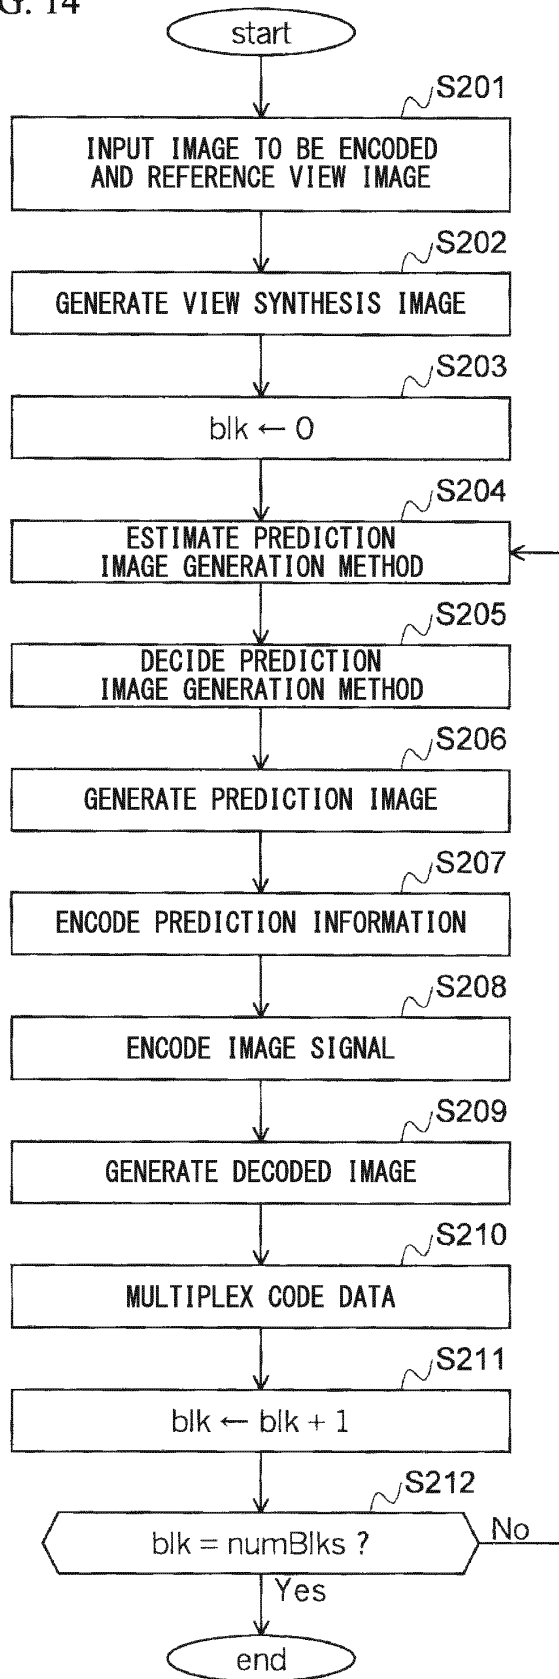 G. 14
start
S201
INPUT IMAGE TO BE ENCODED
AND REFERENCE VIEW IMAGE
S202
GENERATE VIEW SYNTHESIS IMAGE
S203
blk ← 0
S204
ESTIMATE PREDICTION
IMAGE GENERATION METHOD
S205
DECIDE PREDICTION
IMAGE GENERATION METHOD
S206
GENERATE PREDICTION IMAGE
S207
ENCODE PREDICTION INFORMATION
S208
ENCODE IMAGE SIGNAL
S209
GENERATE DECODED IMAGE
S210
MULTIPLEX CODE DATA
S211
blk ← blk + 1
S212
blk = numBlks ?
No
Yes
end